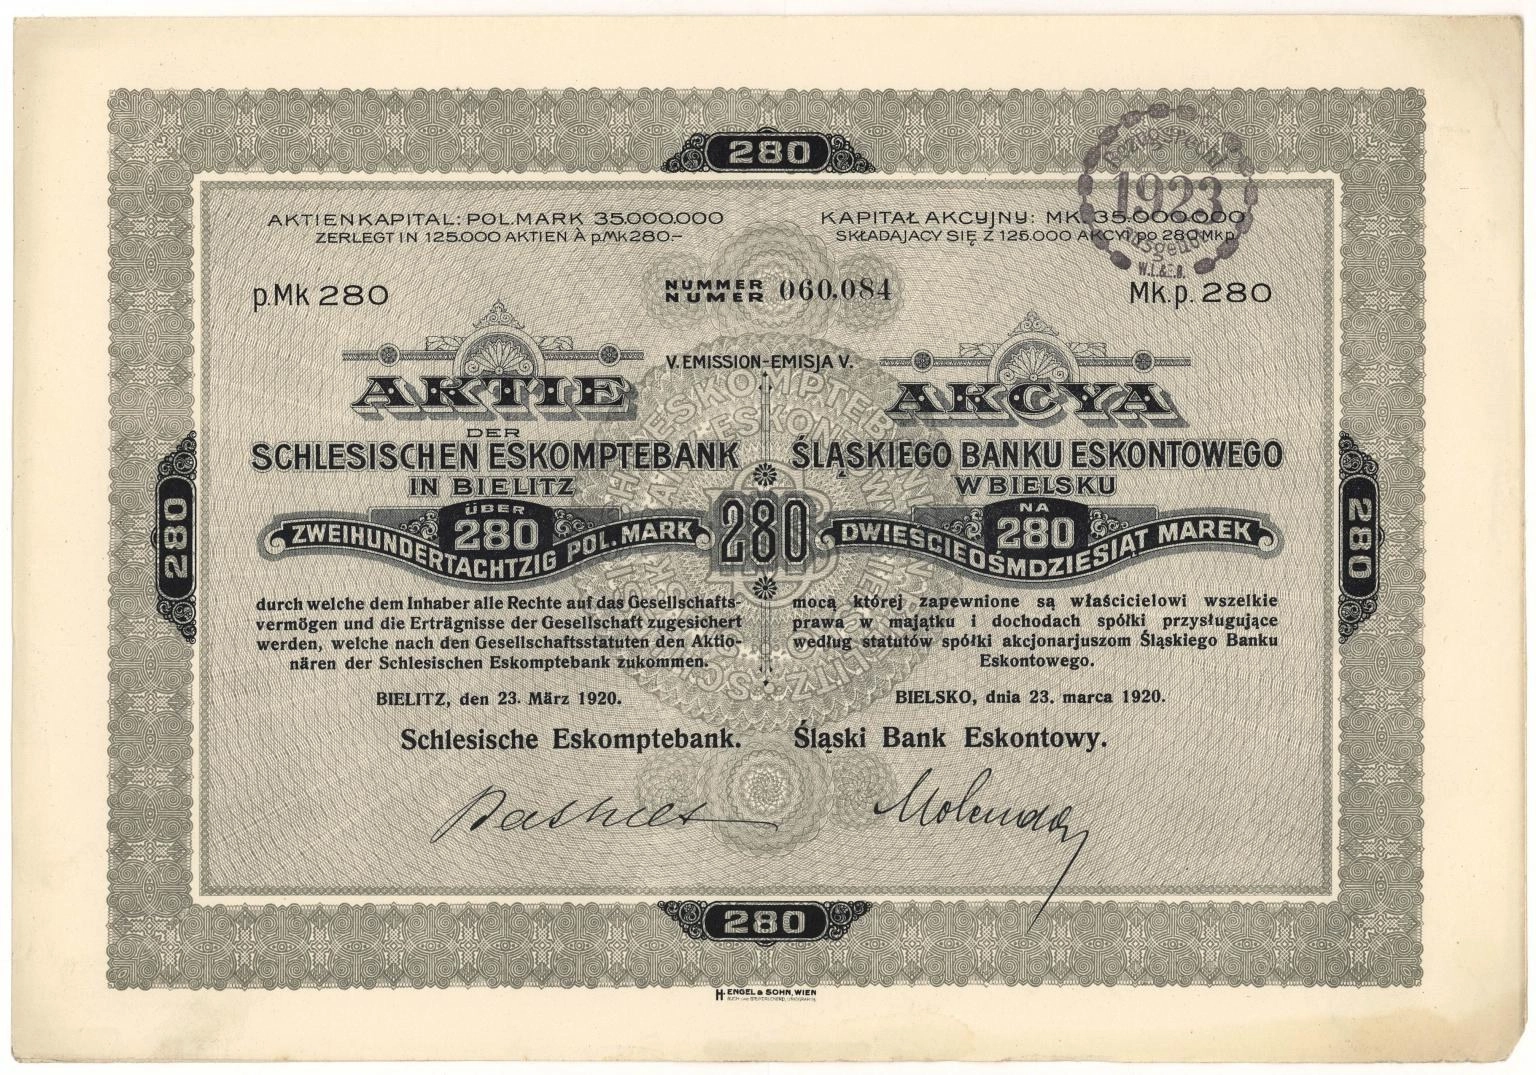 280
Bezugsrecht
1923
W.I.&E.B.
AKTIENKAPITAL: POL. MARK 35.000.000
ZERLEGT IN 125.000 AKTIEN À p.Mk 280.–
KAPITAŁ AKCYJNY: MK. 35.000.000
SKŁADAJACY SIĘ Z 125.000 AKCYI po 280 Mkp.
p.Mk 280
NUMMER
NUMER 060,084
Mk.p. 280
V. EMISSION-EMISJA V.
AKTIE
DER
SCHLESISCHEN ESKOMPTEBANK
IN BIELITZ
ÜBER
280
ZWEIHUNDERTACHTZIG POL. MARK
280
AKCYA
ŚLĄSKIEGO BANKU ESKONTOWEGO
W BIELSKU
NA
280
DWIEŚCIEOŚMDZIESIĄT MAREK
280
280
durch welche dem Inhaber alle Rechte auf das Gesellschafts-
vermögen und die Erträgnisse der Gesellschaft zugesichert
werden, welche nach den Gesellschaftsstatuten den Aktio-
nären der Schlesischen Eskomptebank zukommen.
BIELITZ, den 23. März 1920.
Schlesische Eskomptebank.
mocą której zapewnione są właścicielowi wszelkie
prawa w majątku i dochodach spółki przysługujące
według statutów spółki akcjonarjuszom Śląskiego Banku
Eskontowego.
BIELSKO, dnia 23. marca 1920.
Śląski Bank Eskontowy.
Molenda
280
H. ENGEL & SOHN, WIEN